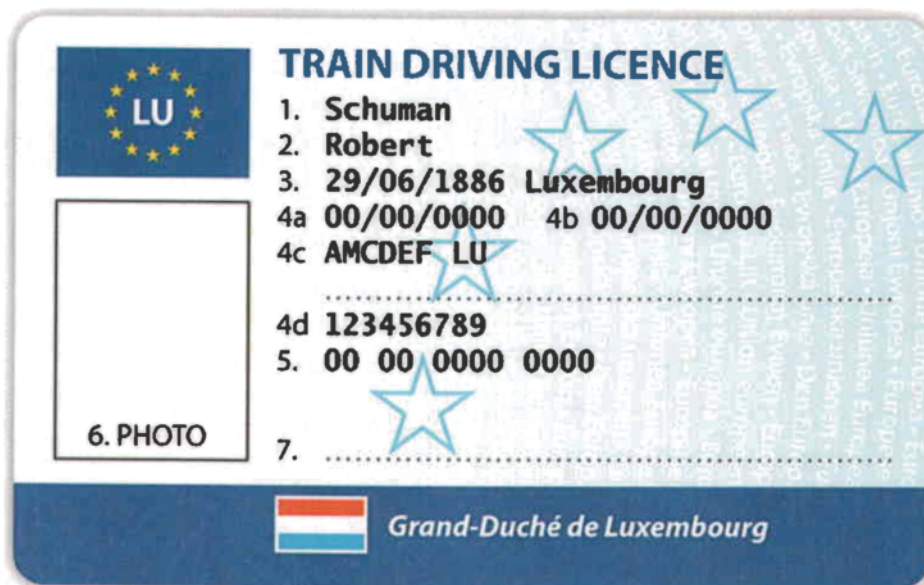 LU
TRAIN DRIVING LICENCE
1. Schuman
2. Robert
3. 29/06/1886 Luxembourg
4a 00/00/0000 4b 00/00/0000
4c AMCDEF LU
4d 123456789
5. 00 00 0000 0000
6. PHOTO
7.
Grand-Duché de Luxembourg